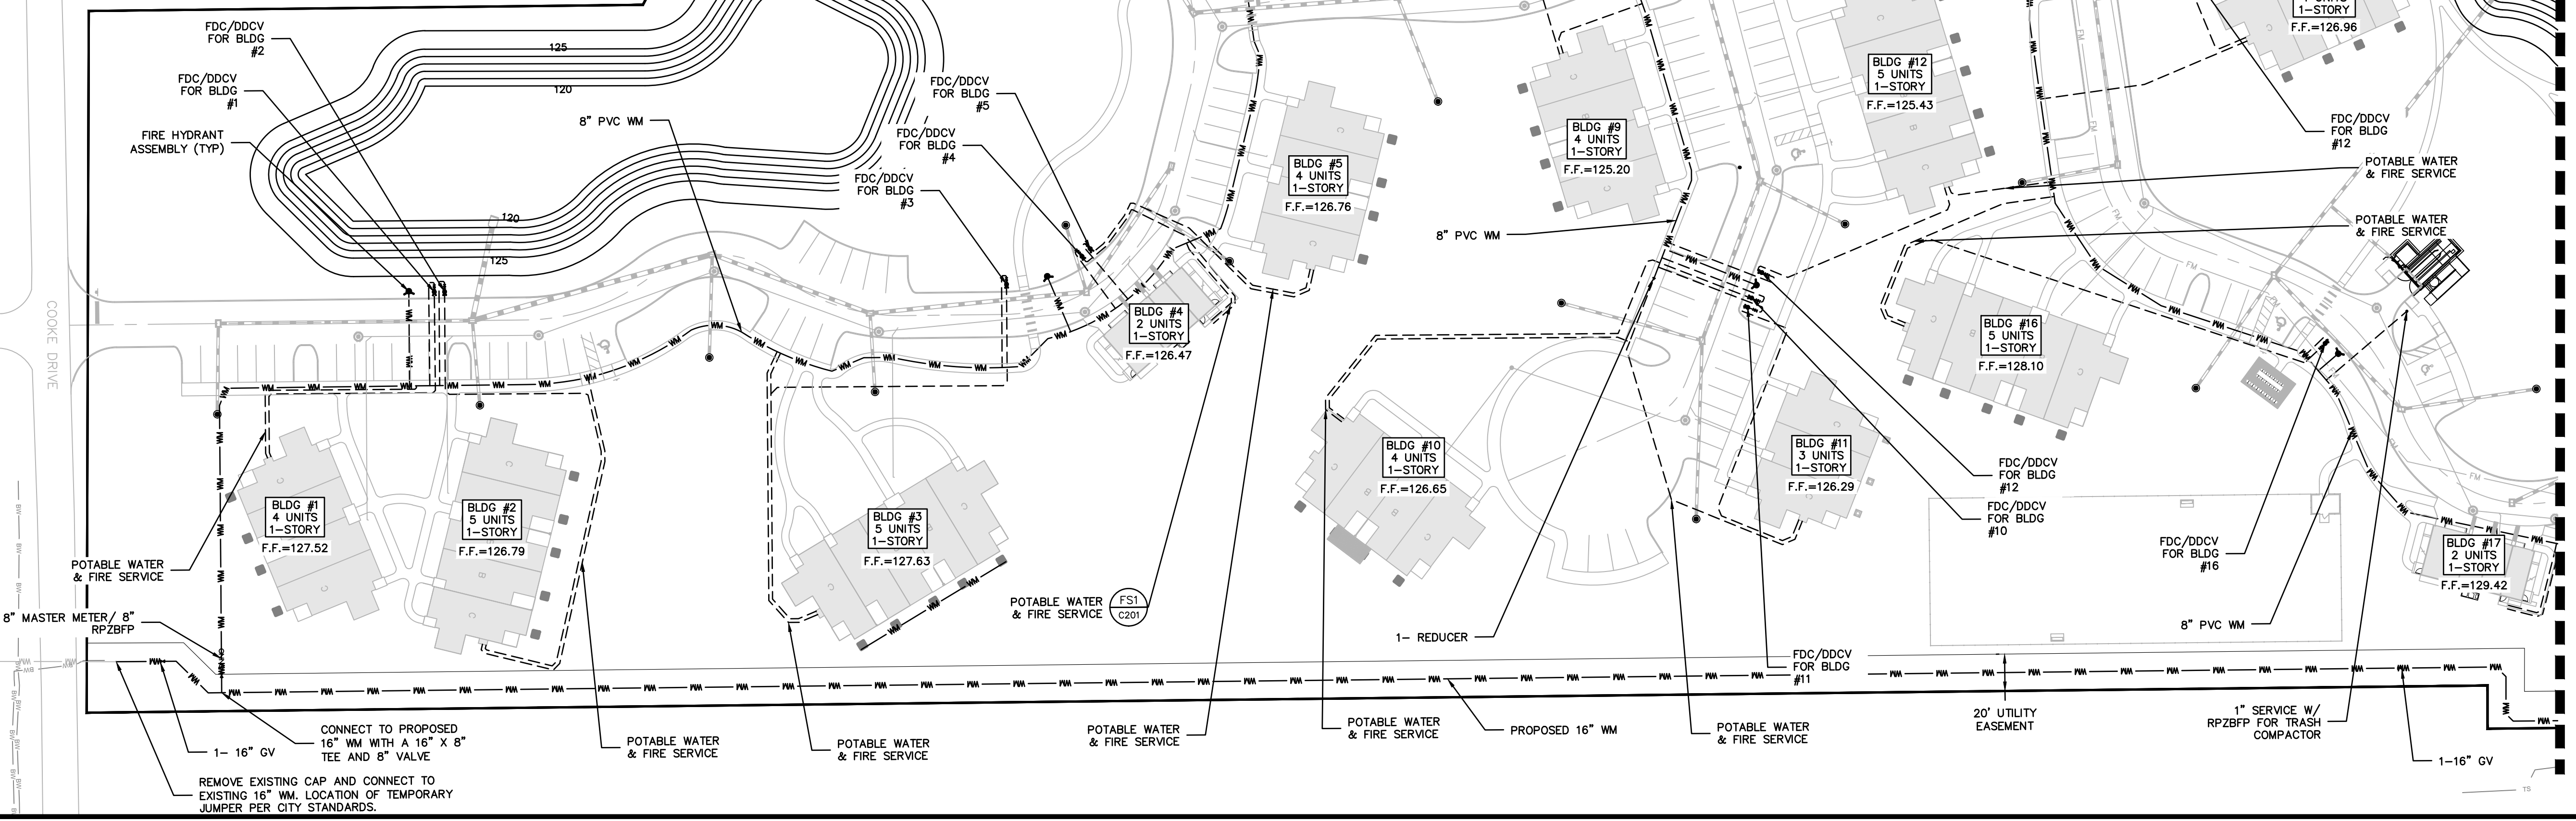 FDC/DDCV
FOR BLDG
#2
FDC/DDCV
FOR BLDG
#1
FIRE HYDRANT
ASSEMBLY (TYP)
125
120
8" PVC WM
120
125
FDC/DDCV
FOR BLDG
#5
FDC/DDCV
FOR BLDG
#4
FDC/DDCV
FOR BLDG
#3
BLDG #5
4 UNITS
1-STORY
F.F.=126.76
BLDG #4
2 UNITS
1-STORY
F.F.=126.47
BLDG #9
4 UNITS
1-STORY
F.F.=125.20
8" PVC WM
BLDG #12
5 UNITS
1-STORY
F.F.=125.43
1-STORY
F.F.=126.96
FDC/DDCV
FOR BLDG
#12
POTABLE WATER
& FIRE SERVICE
POTABLE WATER
& FIRE SERVICE
COOKE DRIVE
BLDG #16
5 UNITS
1-STORY
F.F.=128.10
BLDG #1
4 UNITS
1-STORY
F.F.=127.52
BLDG #2
5 UNITS
1-STORY
F.F.=126.79
BLDG #3
5 UNITS
1-STORY
F.F.=127.63
BLDG #10
4 UNITS
1-STORY
F.F.=126.65
BLDG #11
3 UNITS
1-STORY
F.F.=126.29
FDC/DDCV
FOR BLDG
#12
FDC/DDCV
FOR BLDG
#10
FDC/DDCV
FOR BLDG
#16
BLDG #17
2 UNITS
1-STORY
F.F.=129.42
POTABLE WATER
& FIRE SERVICE
8" MASTER METER/ 8"
RPZBFP
POTABLE WATER
& FIRE SERVICE
FS1
C201
1- REDUCER
8" PVC WM
FDC/DDCV
FOR BLDG
#11
1- 16" GV
CONNECT TO PROPOSED
16" WM WITH A 16" X 8"
TEE AND 8" VALVE
REMOVE EXISTING CAP AND CONNECT TO
EXISTING 16" WM. LOCATION OF TEMPORARY
JUMPER PER CITY STANDARDS.
POTABLE WATER
& FIRE SERVICE
POTABLE WATER
& FIRE SERVICE
POTABLE WATER
& FIRE SERVICE
POTABLE WATER
& FIRE SERVICE
PROPOSED 16" WM
POTABLE WATER
& FIRE SERVICE
20' UTILITY
EASEMENT
1" SERVICE W/
RPZBFP FOR TRASH
COMPACTOR
1-16" GV
TS